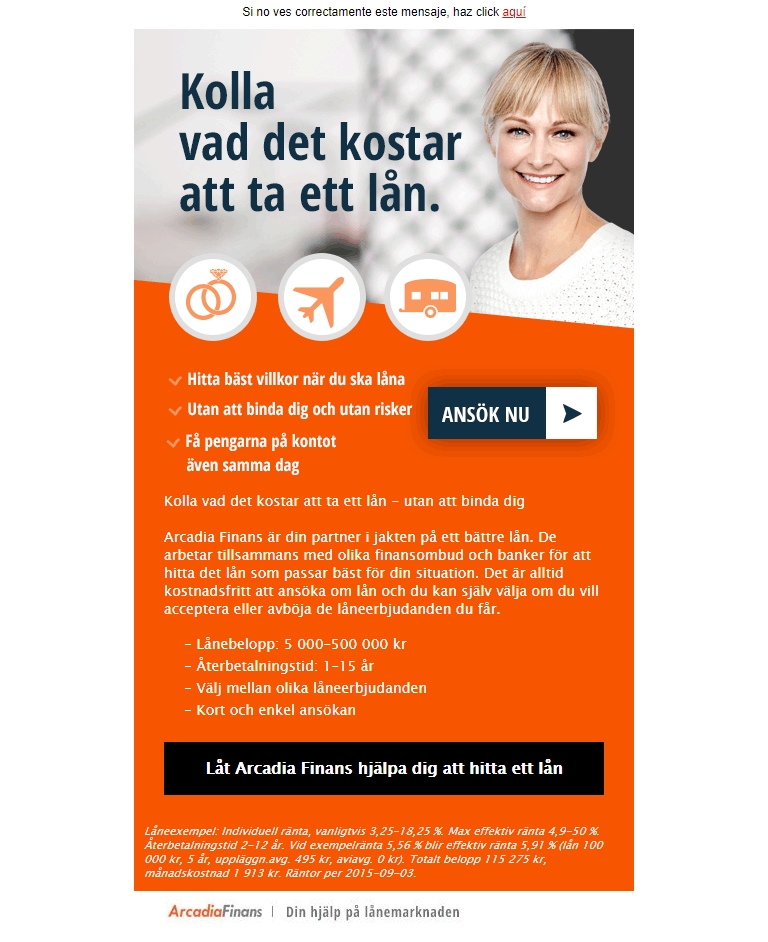 Si no ves correctamente este mensaje, haz click aquí
Kolla
vad det kostar
att ta ett lån.
Hitta bäst villkor när du ska låna
Utan att binda dig och utan risker
Få pengarna på kontot
även samma dag
ANSÖK NU
Kolla vad det kostar att ta ett lån – utan att binda dig
Arcadia Finans är din partner i jakten på ett bättre lån. De
arbetar tillsammans med olika finansombud och banker för att
hitta det lån som passar bäst för din situation. Det är alltid
kostnadsfritt att ansöka om lån och du kan själv välja om du vill
acceptera eller avböja de låneerbjudanden du får.
– Lånebelopp: 5 000–500 000 kr
– Återbetalningstid: 1–15 år
– Välj mellan olika låneerbjudanden
– Kort och enkel ansökan
Låt Arcadia Finans hjälpa dig att hitta ett lån
Låneexempel: Individuell ränta, vanligtvis 3,25–18,25 %. Max effektiv ränta 4,9–50 %.
Återbetalningstid 2–12 år. Vid exempelränta 5,56 % blir effektiv ränta 5,91 % (lån 100
000 kr, 5 år, uppläggn.avg. 495 kr, aviavg. 0 kr). Totalt belopp 115 275 kr,
månadskostnad 1 913 kr. Räntor per 2015-09-03.
ArcadiaFinans | Din hjälp på lånemarknaden